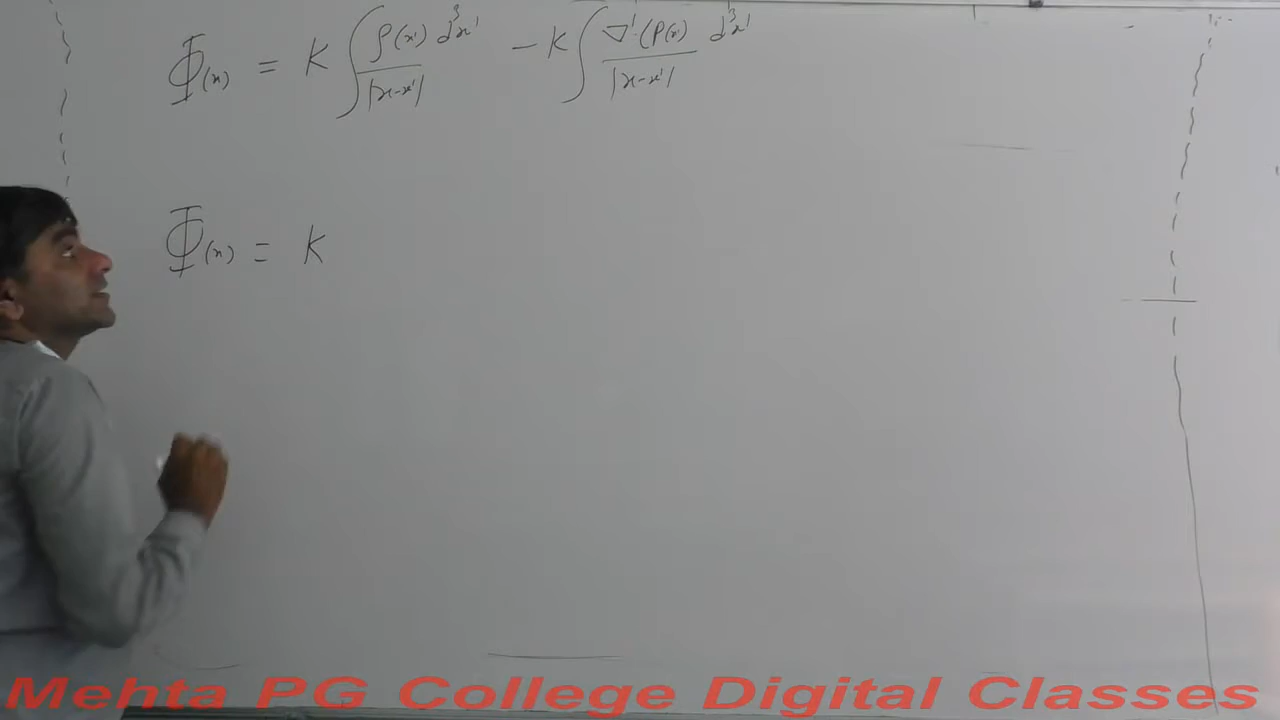 Φ(x) = K ∫ ρ(x') d³x' / |x-x'| - K ∫ ∇'(P(x) d³x' / |x-x'|
Φ(x) = K
Mehta PG College Digital Classes